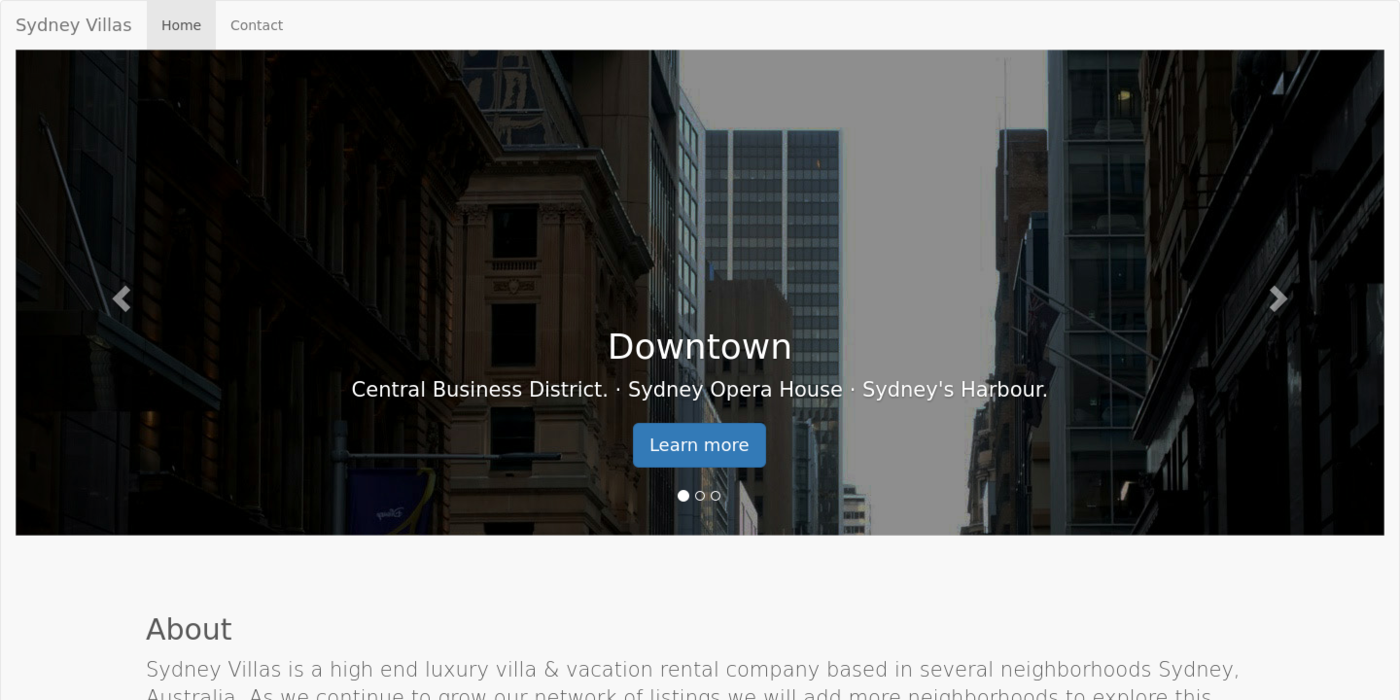 Sydney Villas Home Contact
Downtown
Central Business District. · Sydney Opera House · Sydney's Harbour.
Learn more
About
Sydney Villas is a high end luxury villa & vacation rental company based in several neighborhoods Sydney,
Australia. As we continue to grow our network of listings we will add more neighborhoods to explore this